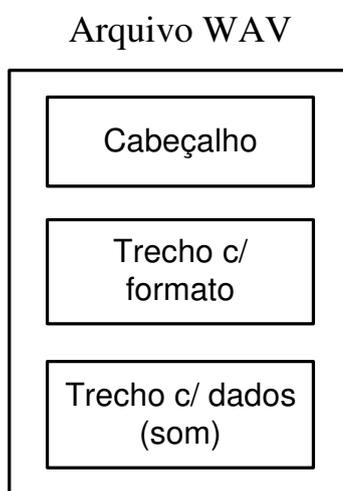 Arquivo WAV
Cabeçalho
Trecho c/
formato
Trecho c/ dados
(som)